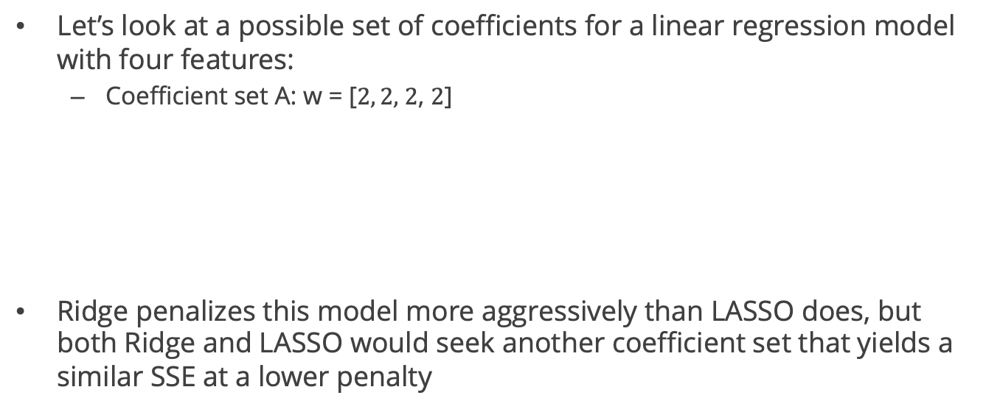 • Let’s look at a possible set of coefficients for a linear regression model
with four features:
– Coefficient set A: w = [2, 2, 2, 2]
• Ridge penalizes this model more aggressively than LASSO does, but
both Ridge and LASSO would seek another coefficient set that yields a
similar SSE at a lower penalty